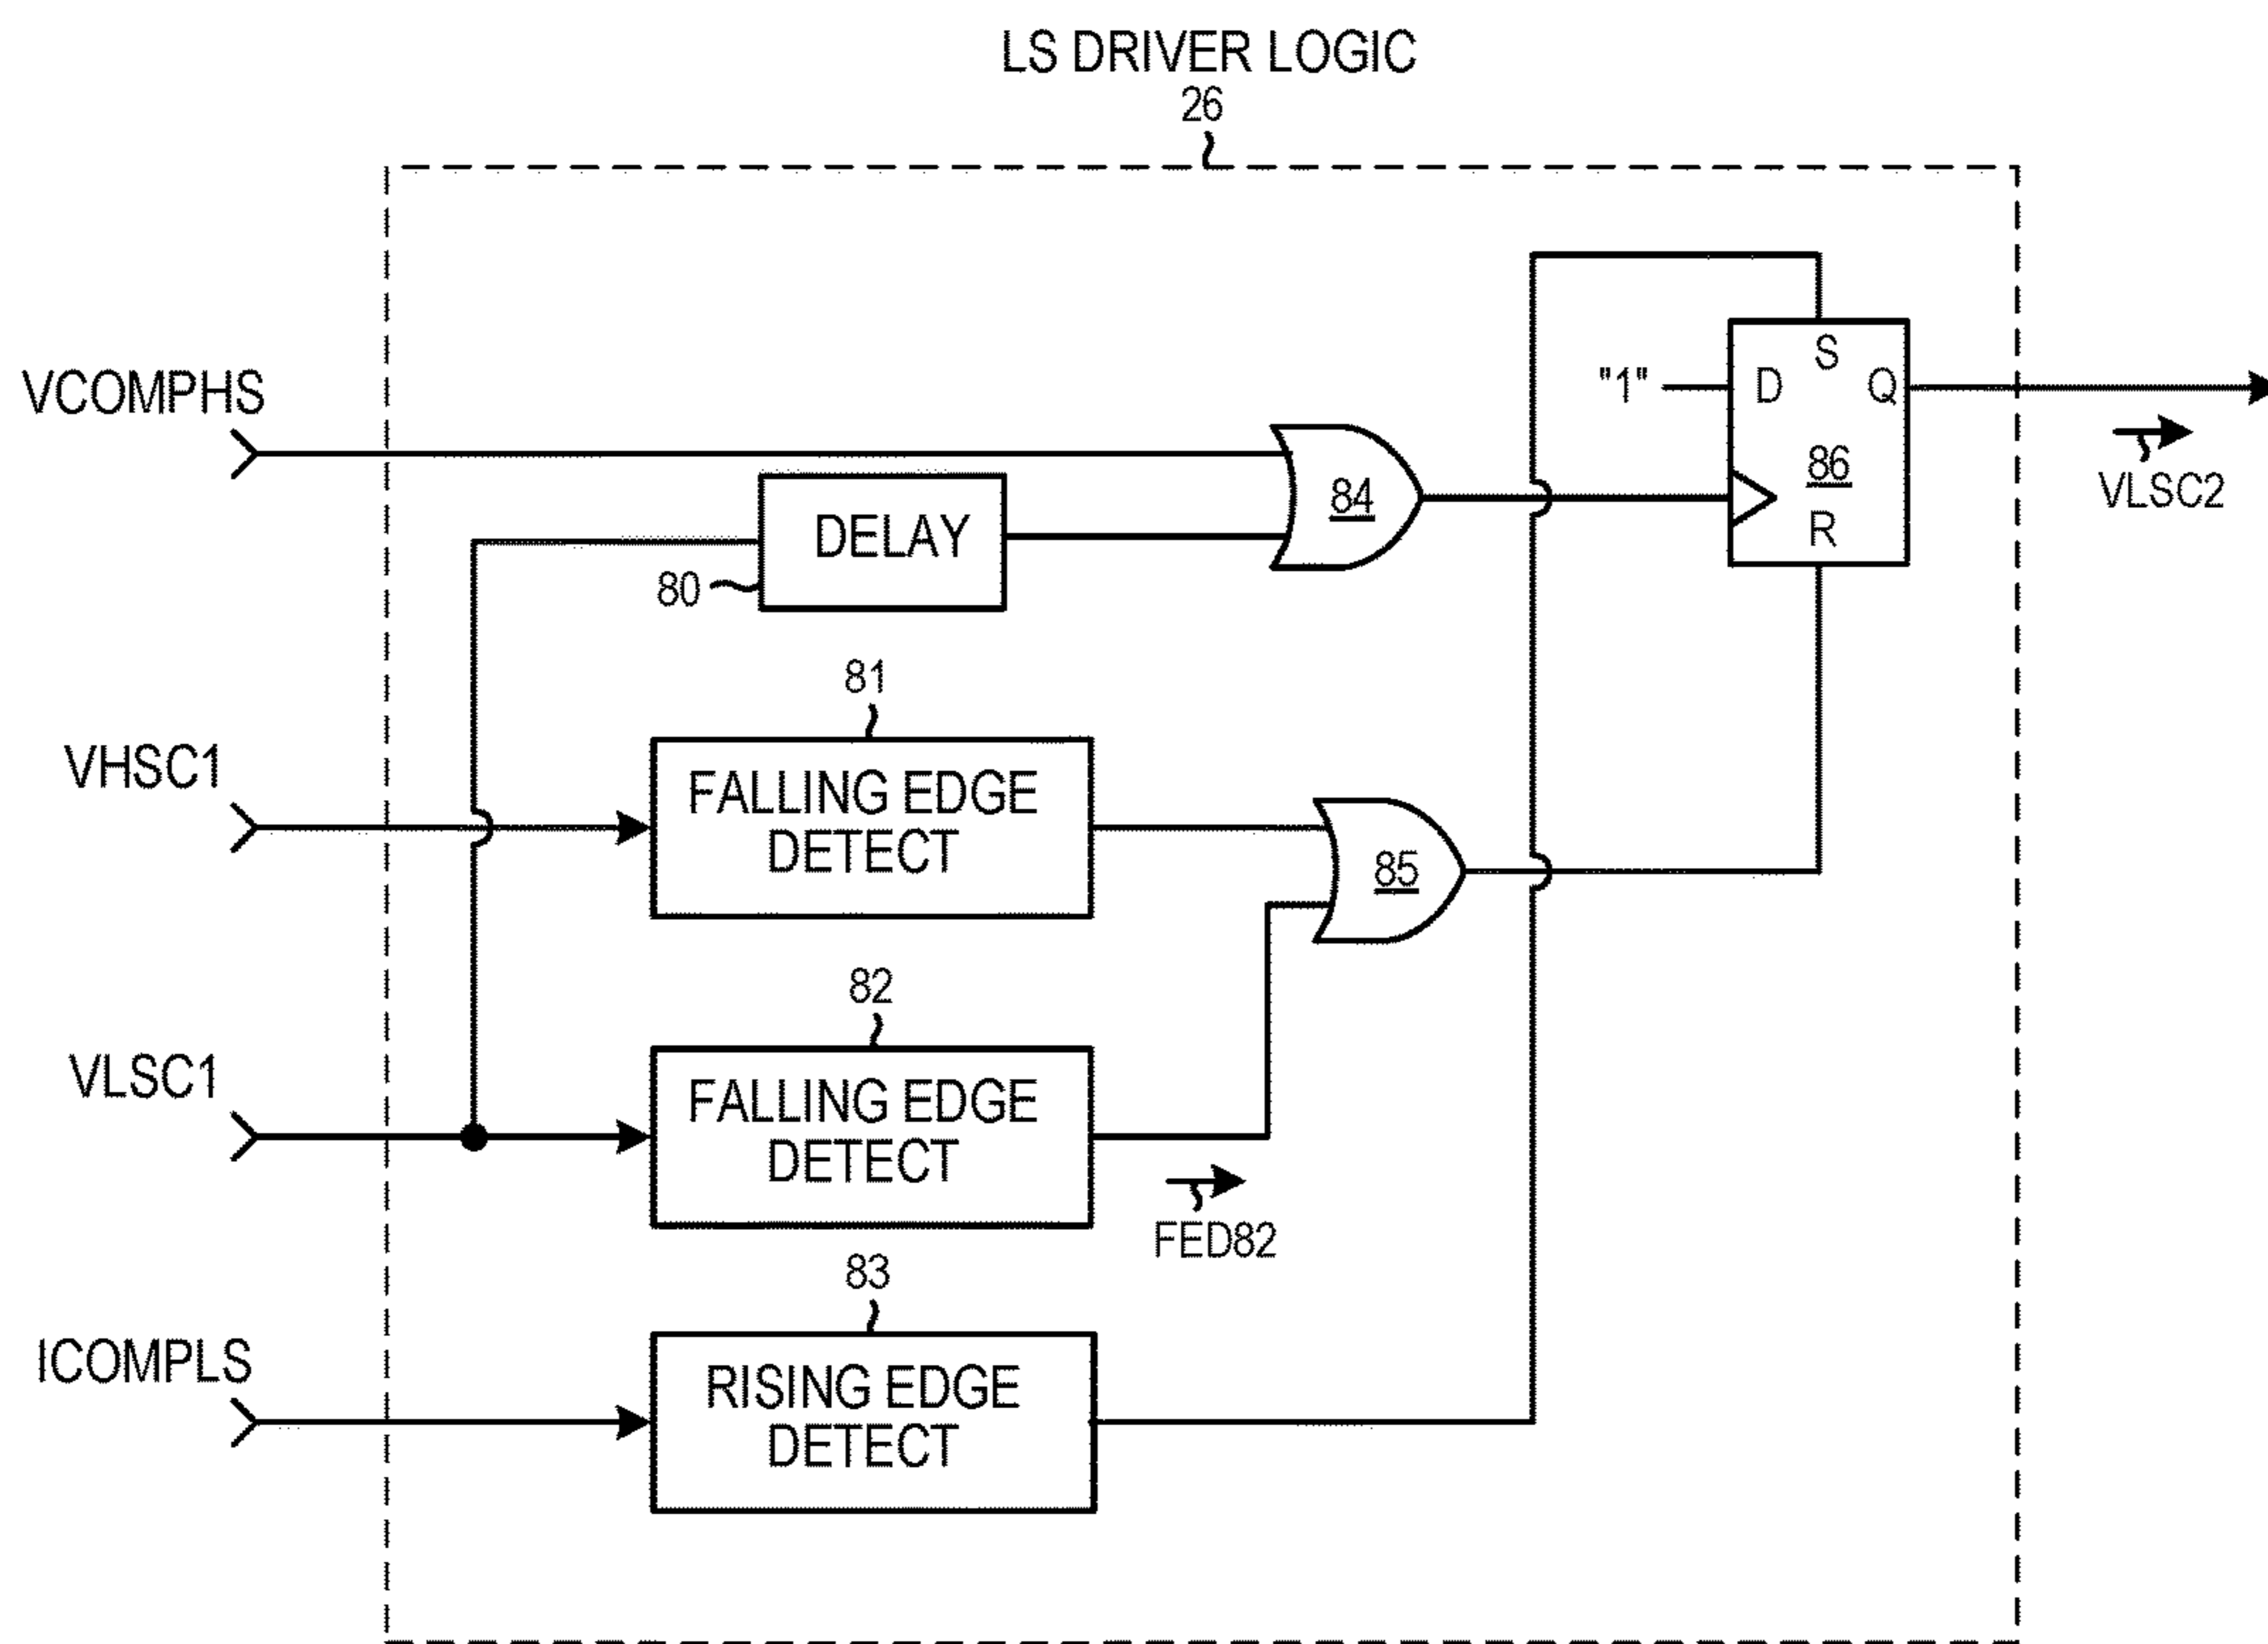 LS DRIVER LOGIC
26
VCOMPHS
"1"
D
S
Q
86
R
VLSC2
84
DELAY
80
81
VHSC1
FALLING EDGE
DETECT
85
82
VLSC1
FALLING EDGE
DETECT
FED82
83
ICOMPLS
RISING EDGE
DETECT